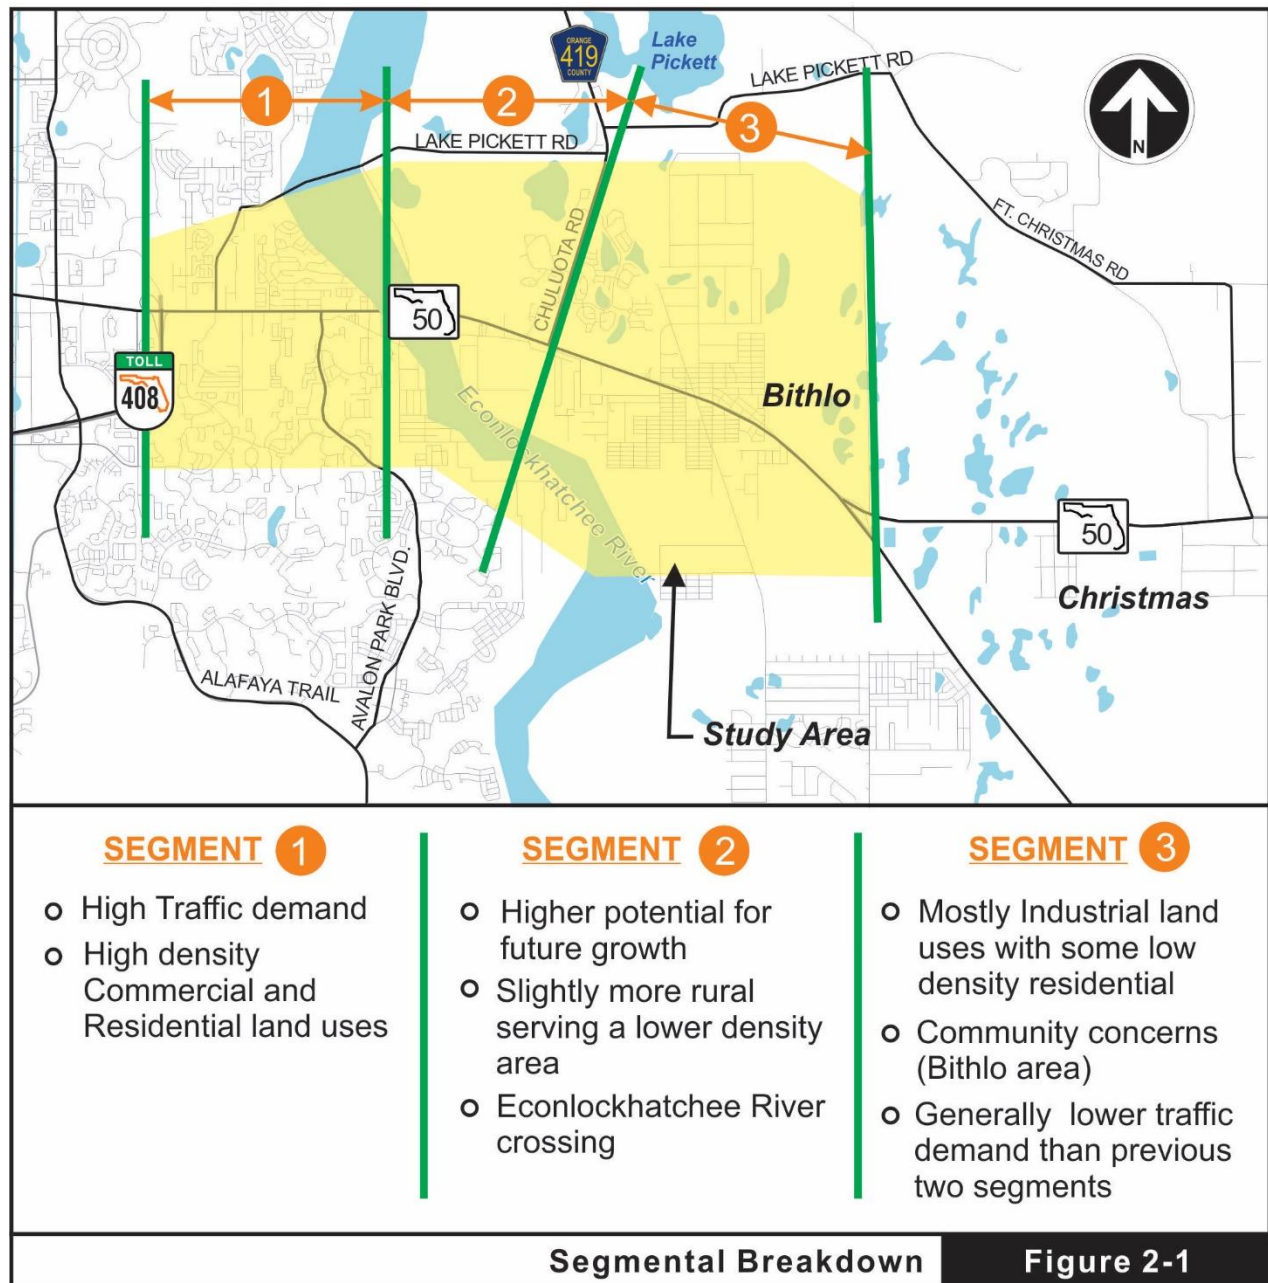 ORANGE
419
COUNTY
Lake
Pickett
LAKE PICKETT RD
1
2
3
LAKE PICKETT RD
N
FT. CHRISTMAS RD
CHULUOTA RD
50
TOLL
408
Bithlo
Econlockhatchee River
50
Christmas
AVALON PARK BLVD.
ALAFAYA TRAIL
Study Area
SEGMENT 1
High Traffic demand
High density
Commercial and
Residential land uses
SEGMENT 2
Higher potential for
future growth
Slightly more rural
serving a lower density
area
Econlockhatchee River
crossing
SEGMENT 3
Mostly Industrial land
uses with some low
density residential
Community concerns
(Bithlo area)
Generally lower traffic
demand than previous
two segments
Segmental Breakdown
Figure 2-1